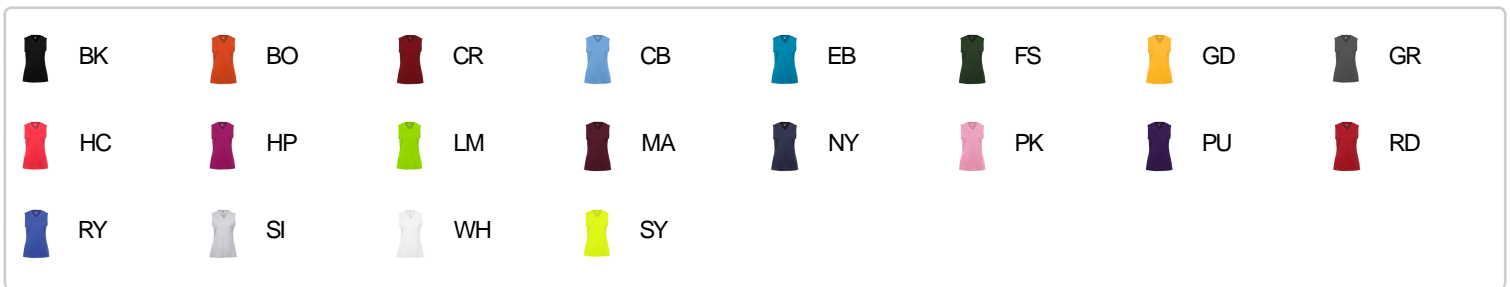 BK BO CR CB EB FS GD GR
HC HP LM MA NY PK PU RD
RY SI WH SY